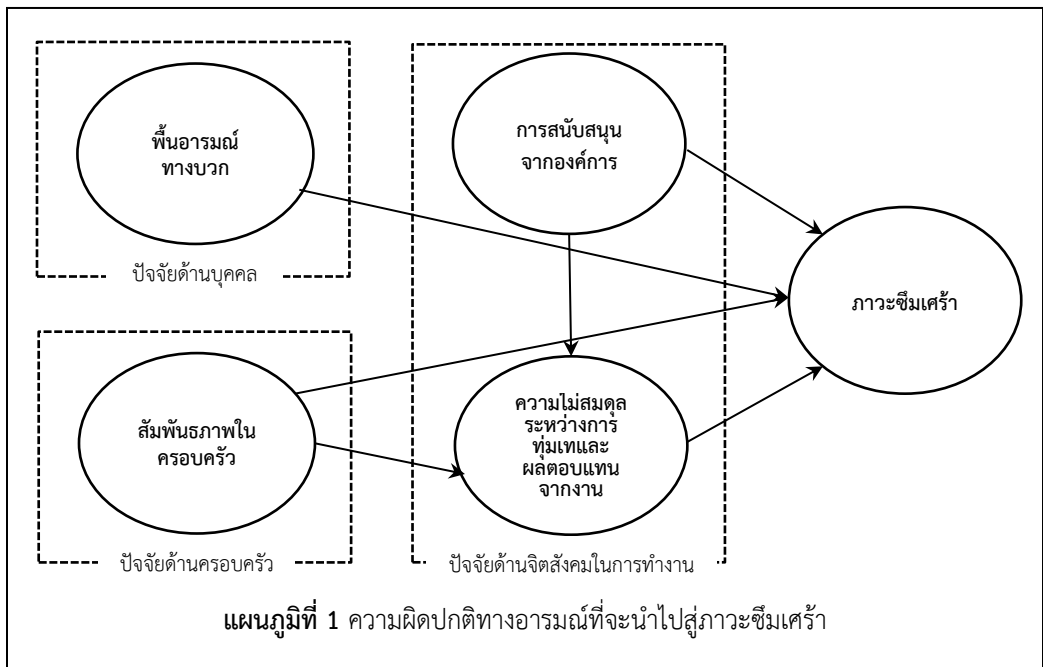 พื้นอารมณ์
ทางบวก
ปัจจัยด้านบุคคล
การสนับสนุน
จากองค์การ
ภาวะซึมเศร้า
สัมพันธภาพใน
ครอบครัว
ปัจจัยด้านครอบครัว
ความไม่สมดุล
ระหว่างการ
ทุ่มเทและ
ผลตอบแทน
จากงาน
ปัจจัยด้านจิตสังคมในการทำงาน
แผนภูมิที่ 1 ความผิดปกติทางอารมณ์ที่จะนำไปสู่ภาวะซึมเศร้า